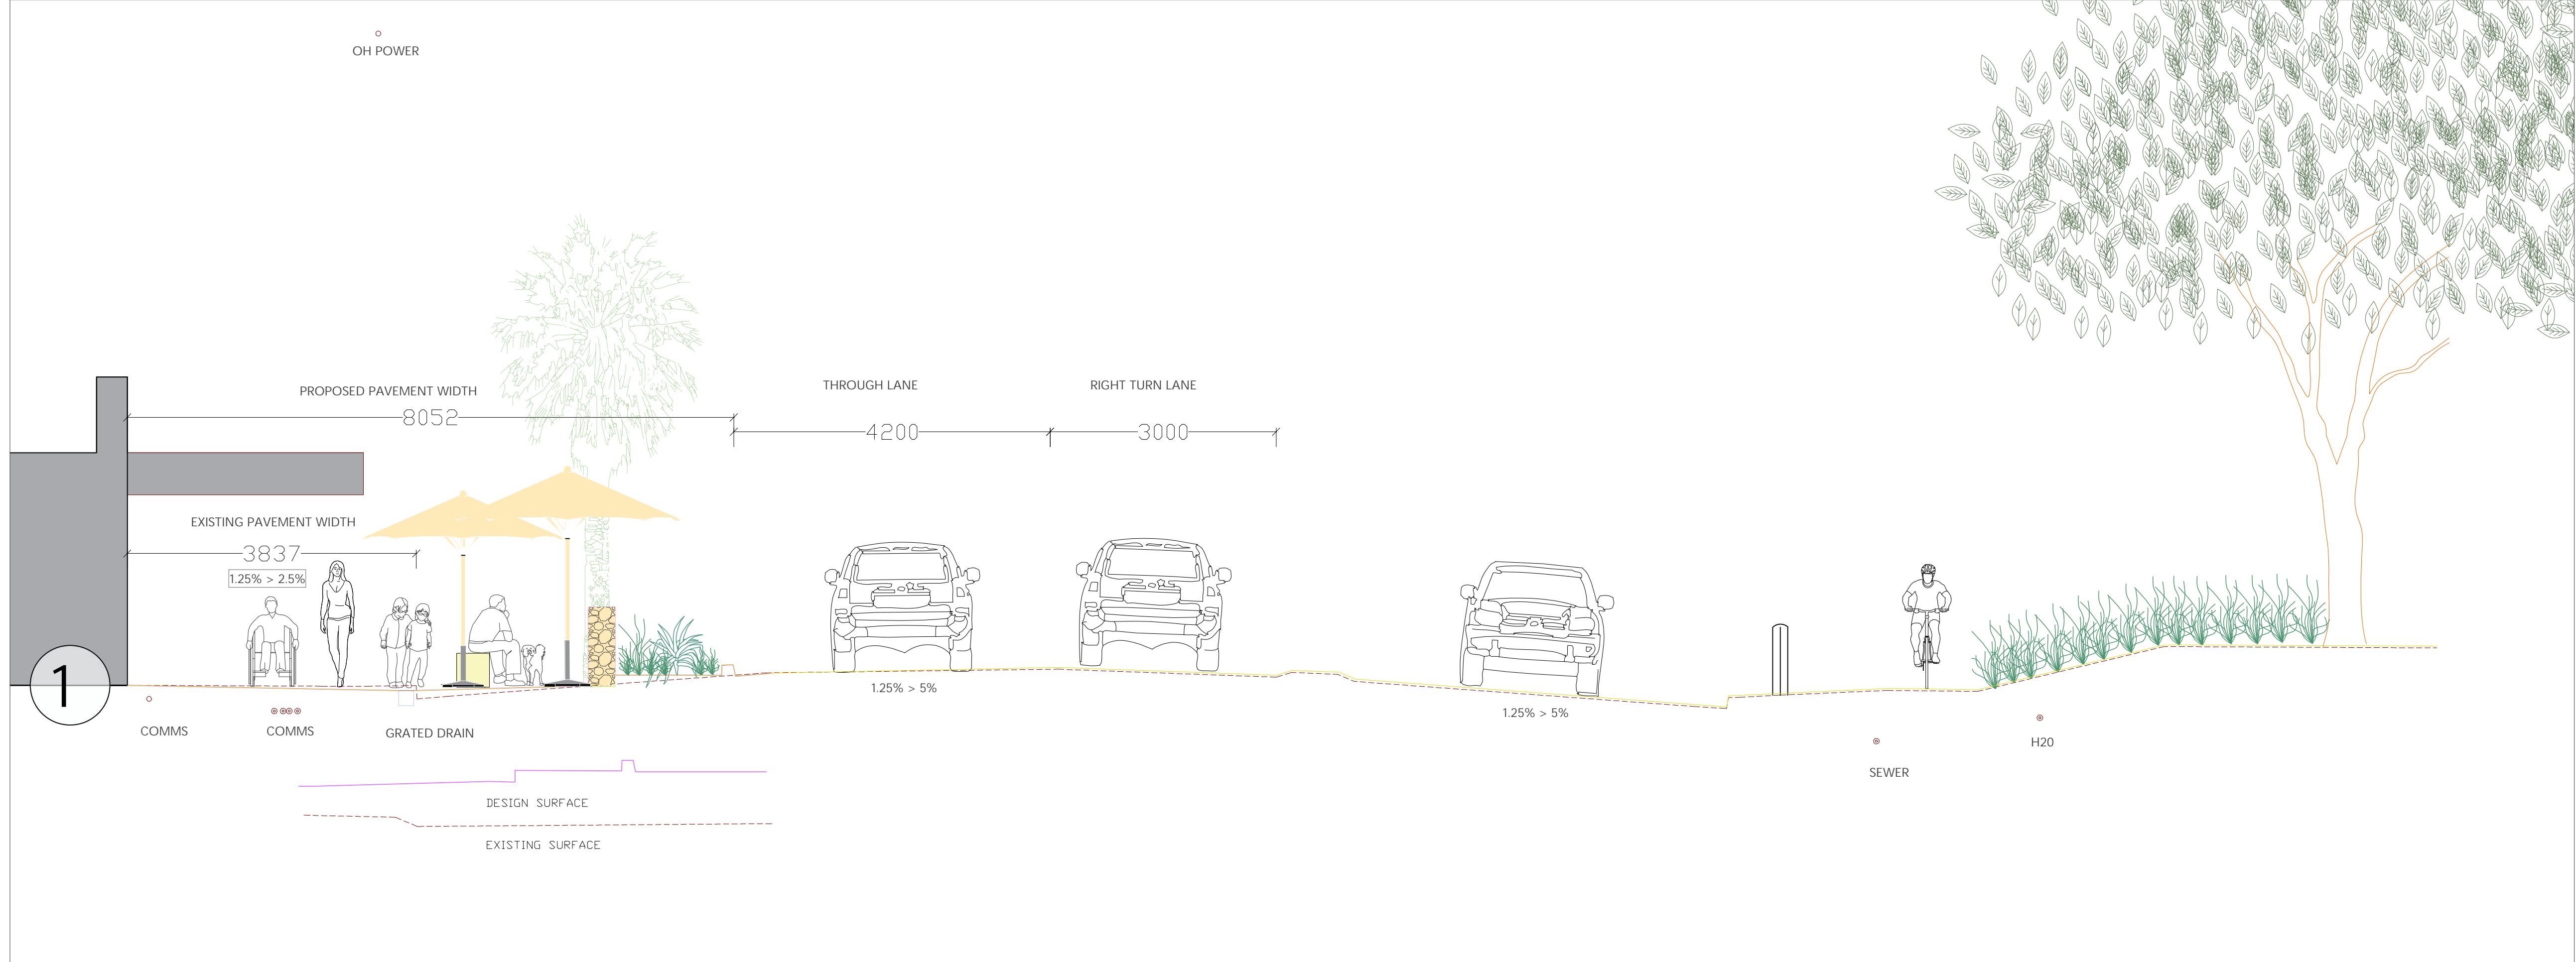 OH POWER
PROPOSED PAVEMENT WIDTH
8052
THROUGH LANE
RIGHT TURN LANE
4200
3000
EXISTING PAVEMENT WIDTH
3837
1.25% > 2.5%
1
1.25% > 5%
1.25% > 5%
COMMS
COMMS
GRATED DRAIN
H20
SEWER
DESIGN SURFACE
EXISTING SURFACE